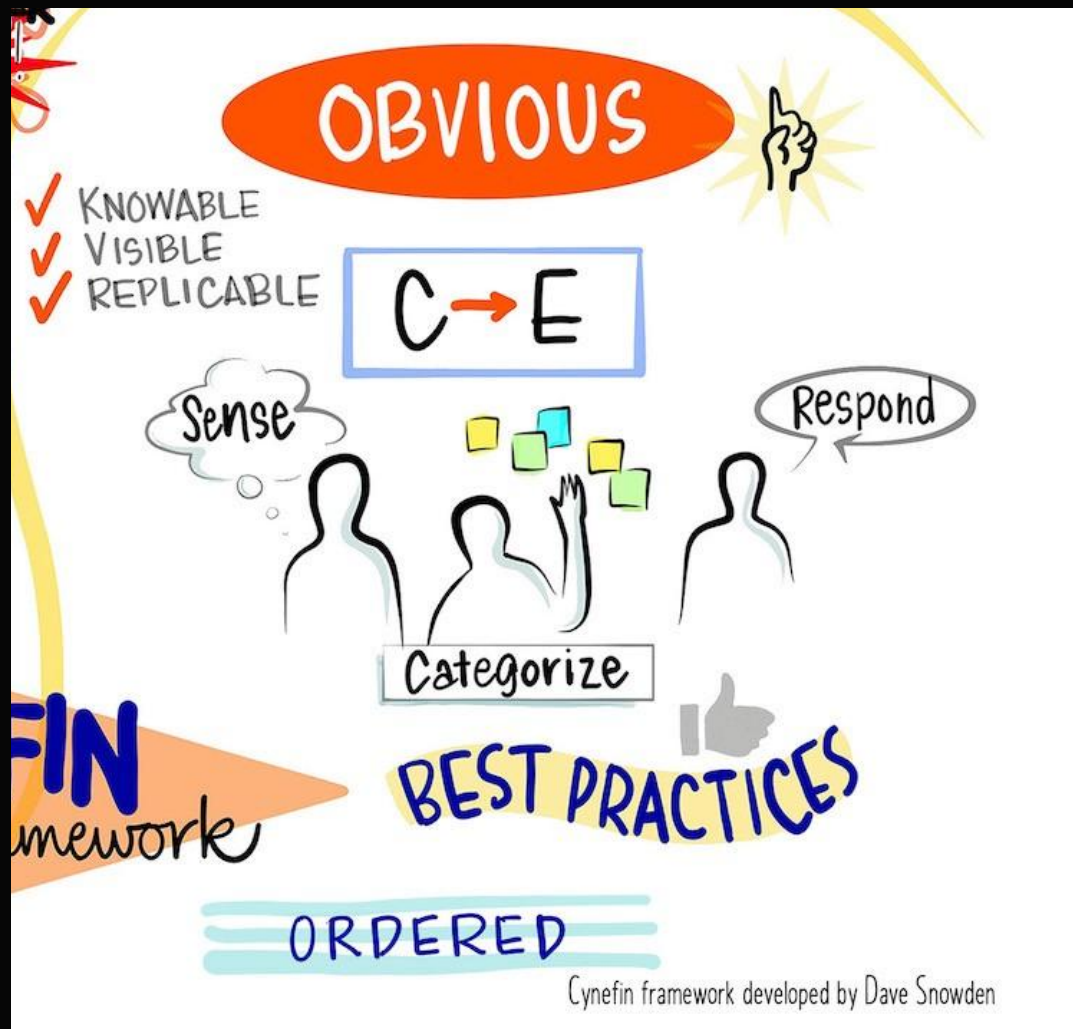 OBVIOUS
KNOWABLE
VISIBLE
REPLICABLE
C → E
Sense
Respond
Categorize
FIN
mework
BEST PRACTICES
ORDERED
Cynefin framework developed by Dave Snowden